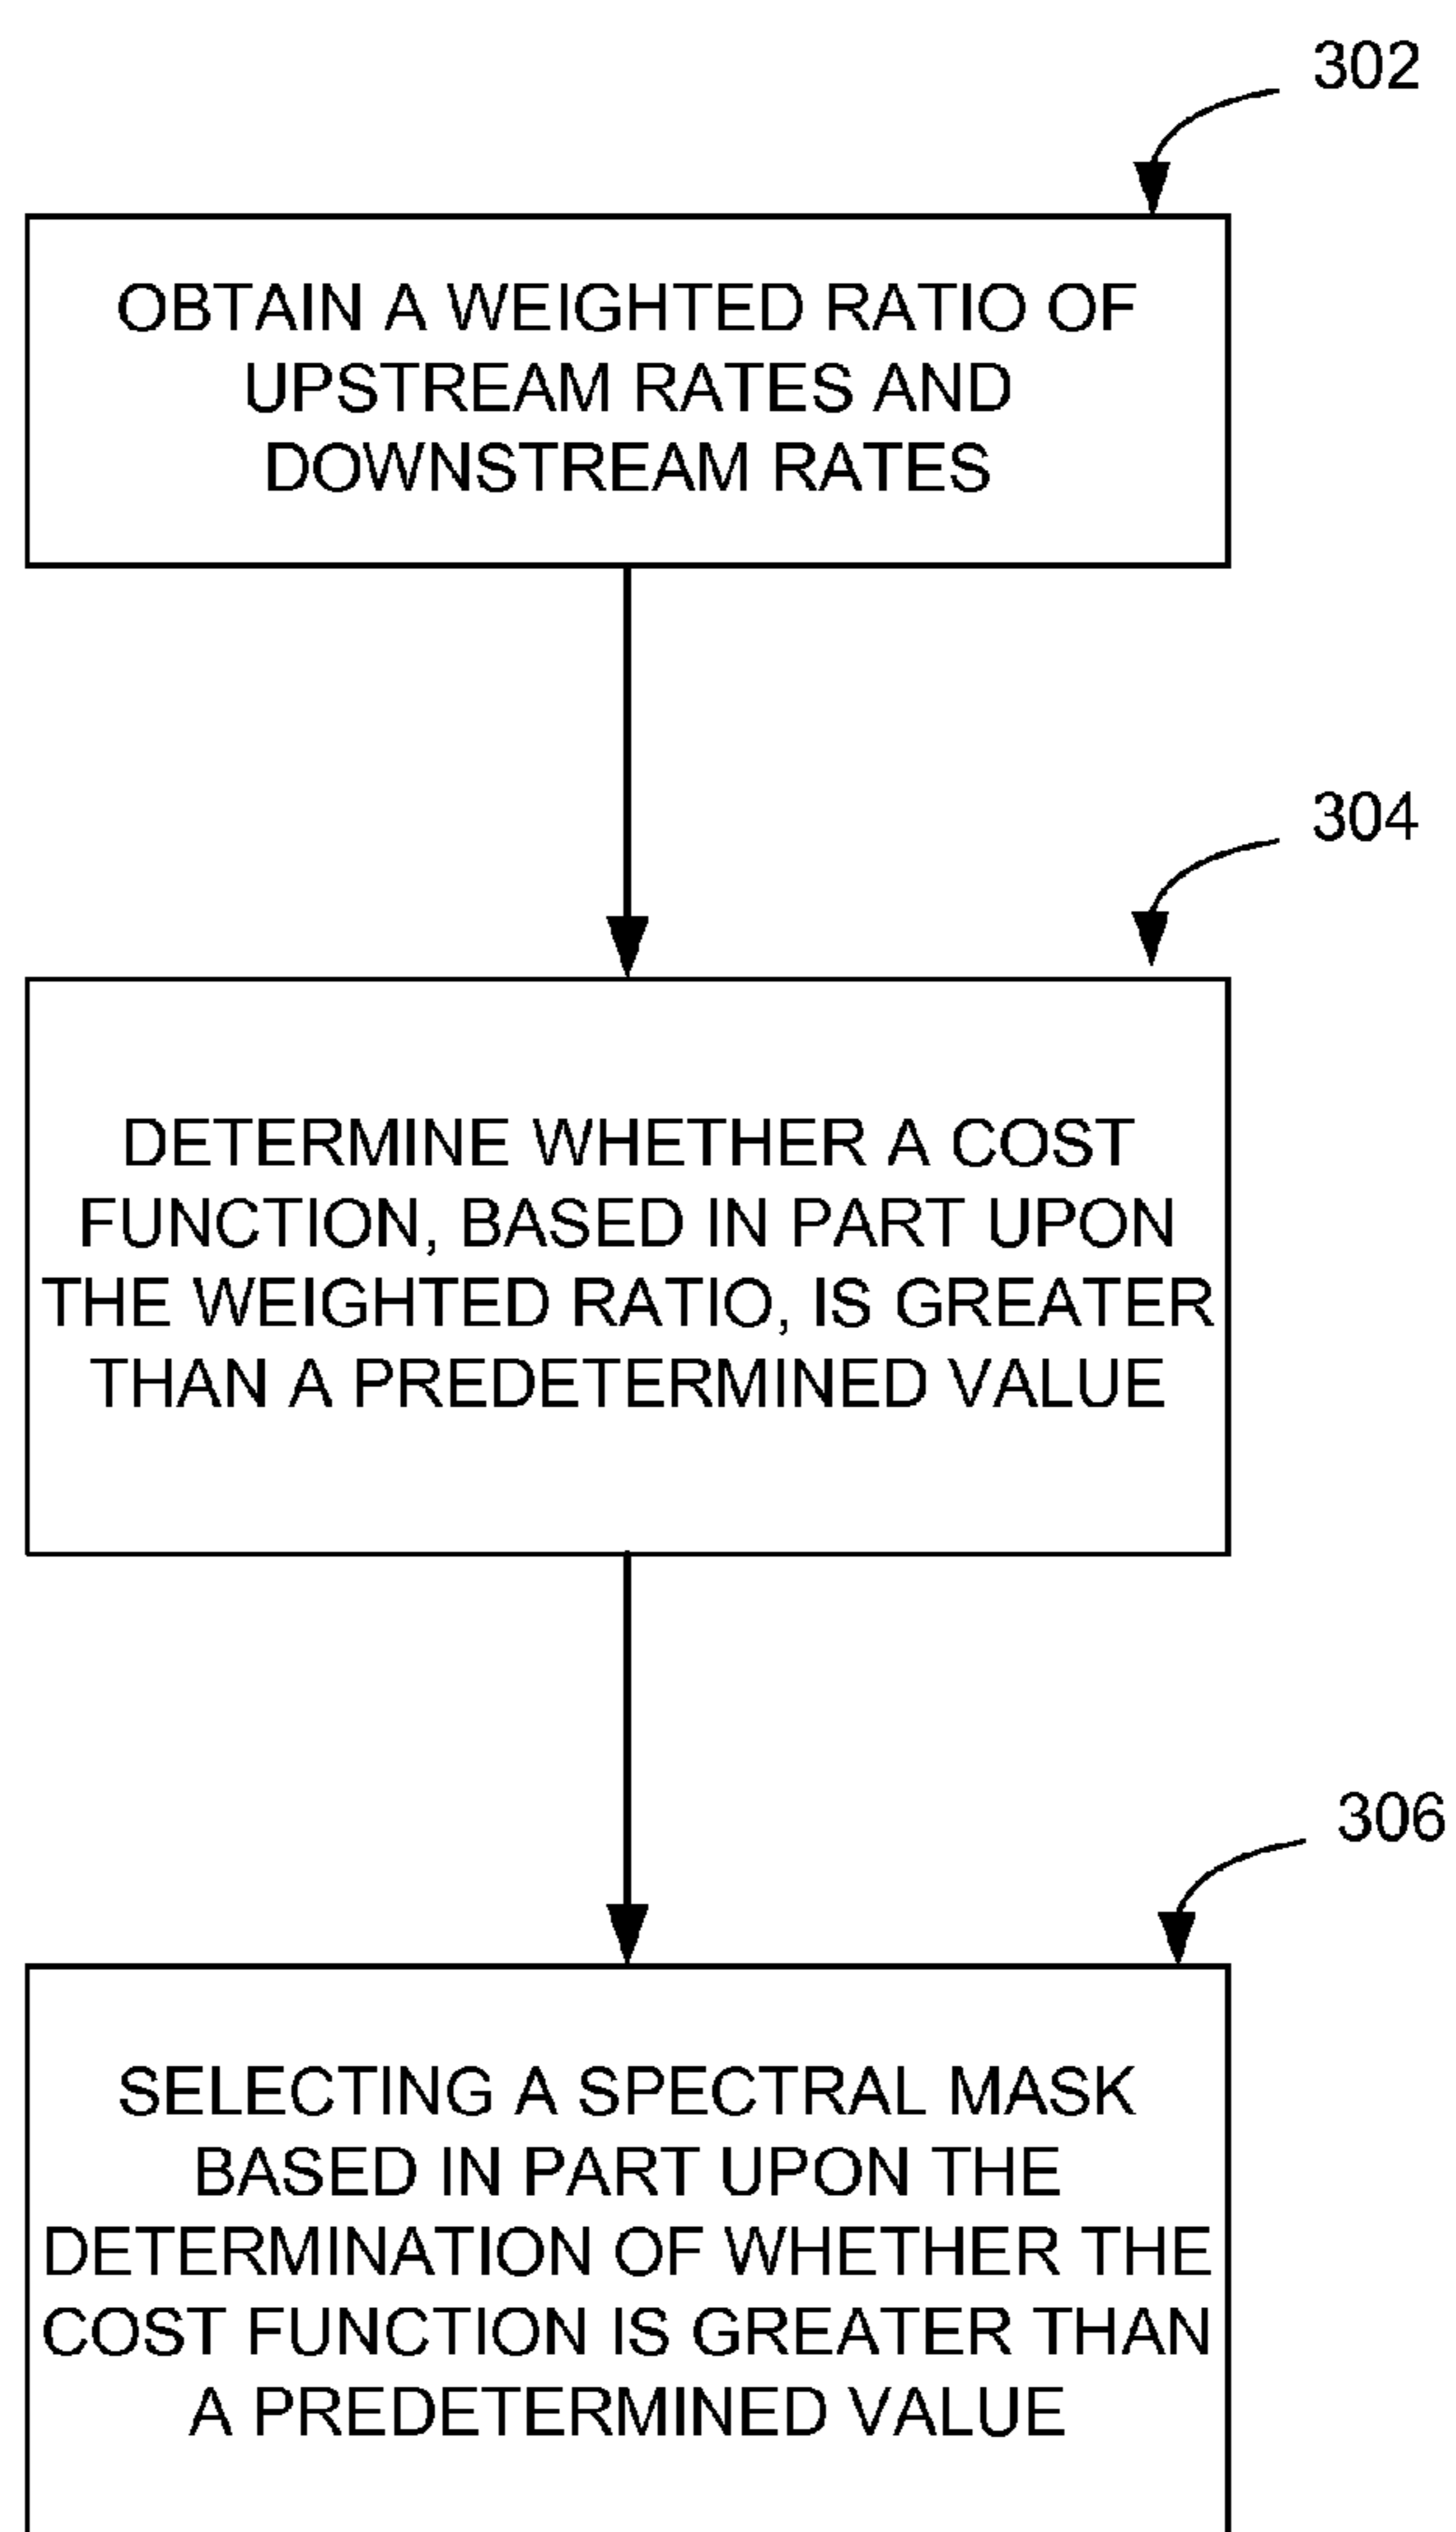 302
OBTAIN A WEIGHTED RATIO OF
UPSTREAM RATES AND
DOWNSTREAM RATES
304
DETERMINE WHETHER A COST
FUNCTION, BASED IN PART UPON
THE WEIGHTED RATIO, IS GREATER
THAN A PREDETERMINED VALUE
306
SELECTING A SPECTRAL MASK
BASED IN PART UPON THE
DETERMINATION OF WHETHER THE
COST FUNCTION IS GREATER THAN
A PREDETERMINED VALUE